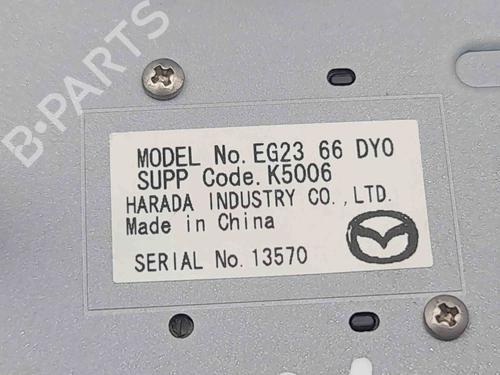 B-PARTS
MODEL No. EG23 66 DY0
SUPP Code. K5006
HARADA INDUSTRY CO., LTD.
Made in China
SERIAL No. 13570